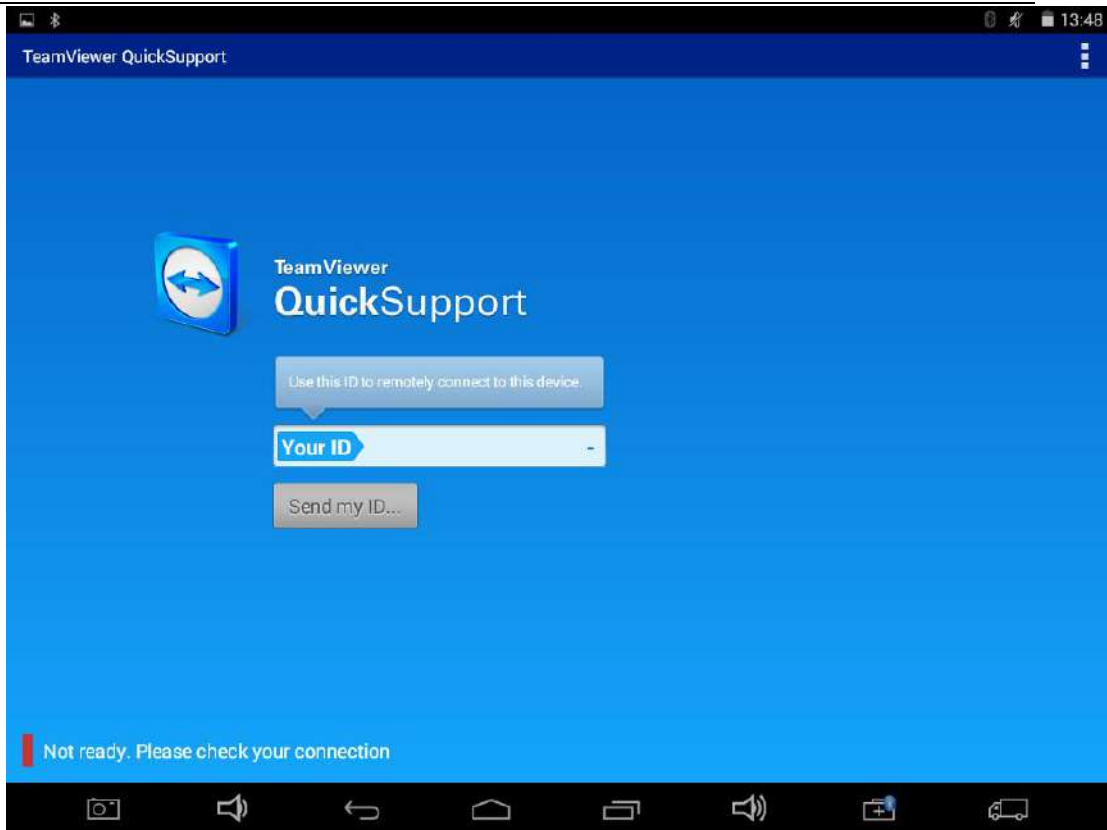 13:48
TeamViewer QuickSupport
TeamViewer
QuickSupport
Use this ID to remotely connect to this device.
Your ID -
Send my ID...
Not ready. Please check your connection